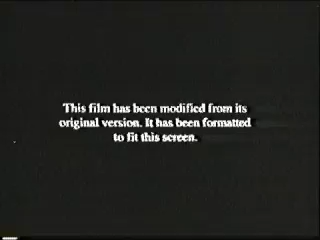 This film has been modified from its
original version. It has been formatted
to fit this screen.